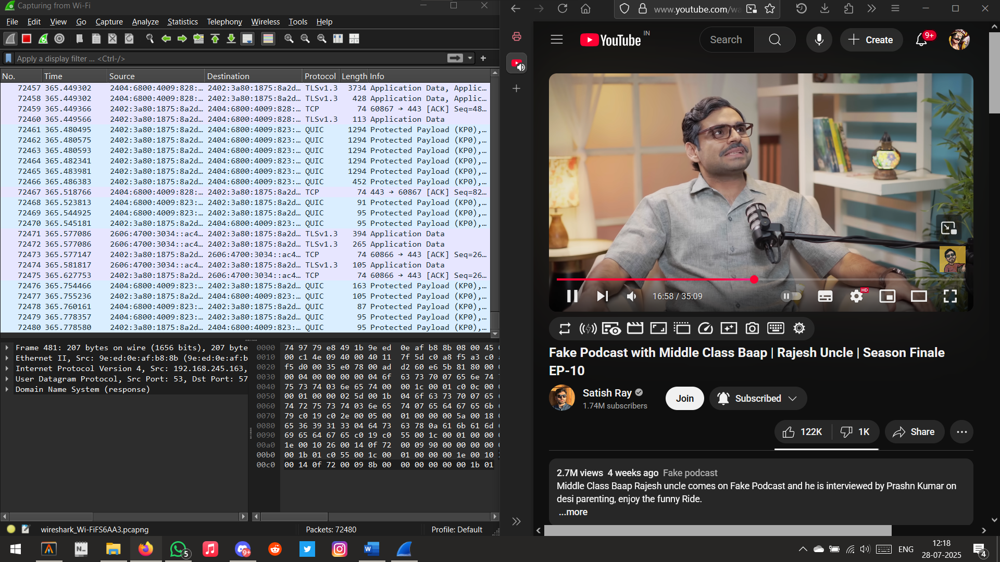 Capturing from Wi-Fi
File Edit View Go Capture Analyze Statistics Telephony Wireless Tools Help
Apply a display filter ... <Ctrl-/>
No. Time Source Destination Protocol Length Info
72457 365.449302 2404:6800:4009:828:… 2402:3a80:1875:8a2d… TLSv1.3 3734 Application Data, Applic…
72458 365.449302 2404:6800:4009:828:… 2402:3a80:1875:8a2d… TLSv1.3 428 Application Data, Applic…
72459 365.449366 2402:3a80:1875:8a2d… 2404:6800:4009:828:… TCP 74 60867 → 443 [ACK] Seq=48…
72460 365.449566 2402:3a80:1875:8a2d… 2404:6800:4009:828:… TLSv1.3 113 Application Data
72461 365.480495 2402:3a80:1875:8a2d… 2404:6800:4009:823:… QUIC 1294 Protected Payload (KP0),…
72462 365.480575 2402:3a80:1875:8a2d… 2404:6800:4009:823:… QUIC 1294 Protected Payload (KP0),…
72463 365.480593 2402:3a80:1875:8a2d… 2404:6800:4009:823:… QUIC 1294 Protected Payload (KP0),…
72464 365.482341 2402:3a80:1875:8a2d… 2404:6800:4009:823:… QUIC 1294 Protected Payload (KP0),…
72465 365.483981 2402:3a80:1875:8a2d… 2404:6800:4009:823:… QUIC 1294 Protected Payload (KP0),…
72466 365.486383 2402:3a80:1875:8a2d… 2404:6800:4009:823:… QUIC 452 Protected Payload (KP0),…
72467 365.518766 2404:6800:4009:828:… 2402:3a80:1875:8a2d… TCP 74 443 → 60867 [ACK] Seq=82…
72468 365.523813 2404:6800:4009:823:… 2402:3a80:1875:8a2d… QUIC 91 Protected Payload (KP0),…
72469 365.544925 2404:6800:4009:823:… 2402:3a80:1875:8a2d… QUIC 95 Protected Payload (KP0),…
72470 365.545181 2402:3a80:1875:8a2d… 2404:6800:4009:823:… QUIC 95 Protected Payload (KP0),…
72471 365.577086 2606:4700:3034::ac4… 2402:3a80:1875:8a2d… TLSv1.3 394 Application Data
72472 365.577086 2606:4700:3034::ac4… 2402:3a80:1875:8a2d… TLSv1.3 265 Application Data
72473 365.577147 2402:3a80:1875:8a2d… 2606:4700:3034::ac4… TCP 74 60866 → 443 [ACK] Seq=26…
72474 365.581817 2606:4700:3034::ac4… 2402:3a80:1875:8a2d… TLSv1.3 105 Application Data
72475 365.627753 2402:3a80:1875:8a2d… 2606:4700:3034::ac4… TCP 74 60866 → 443 [ACK] Seq=26…
72476 365.754466 2404:6800:4009:823:… 2402:3a80:1875:8a2d… QUIC 163 Protected Payload (KP0),…
72477 365.755236 2404:6800:4009:823:… 2402:3a80:1875:8a2d… QUIC 105 Protected Payload (KP0),…
72478 365.760161 2404:6800:4009:823:… 2402:3a80:1875:8a2d… QUIC 87 Protected Payload (KP0),…
72479 365.778357 2404:6800:4009:823:… 2402:3a80:1875:8a2d… QUIC 95 Protected Payload (KP0),…
72480 365.778580 2402:3a80:1875:8a2d… 2404:6800:4009:823:… QUIC 95 Protected Payload (KP0),…
Frame 481: 207 bytes on wire (1656 bits), 207 byte
Ethernet II, Src: 9e:ed:0e:af:b8:8b (9e:ed:0e:af:b
Internet Protocol Version 4, Src: 192.168.245.163,
User Datagram Protocol, Src Port: 53, Dst Port: 57
Domain Name System (response)
0000 74 97 79 e8 49 1b 9e ed 0e af b8 8b 08 00 45
0010 00 c1 4e 09 40 00 40 11 7f 5d c0 a8 f5 a3 c0
0020 f5 d0 00 35 e0 78 00 ad d2 60 e6 5b 81 80 00
0030 00 04 00 00 00 00 04 6f 63 73 70 07 65 6e 74
0040 75 73 74 03 6e 65 74 00 00 1c 00 01 c0 0c 00
0050 00 01 00 00 02 5d 00 1b 04 6f 63 73 70 07 65
0060 74 72 75 73 74 03 6e 65 74 07 65 64 67 65 6b
0070 79 c0 19 c0 2e 00 05 00 01 00 00 00 5a 00 18
0080 65 36 39 31 33 04 64 73 63 78 0a 61 6b 61 6d
0090 69 65 64 67 65 c0 19 c0 55 00 1c 00 01 00 00
00a0 1e 00 10 26 00 14 0f 72 00 09 90 00 00 00 00
00b0 00 1b 01 c0 55 00 1c 00 01 00 00 00 1e 00 10
00c0 00 14 0f 72 00 09 8b 00 00 00 00 00 00 1b 01
wireshark_Wi-FiFS6AA3.pcapng Packets: 72480 Profile: Default
www.youtube.com/wa
YouTube IN
Search
Create
9+
16:58 / 35:09
HD
Fake Podcast with Middle Class Baap | Rajesh Uncle | Season Finale
EP-10
Satish Ray
1.74M subscribers
Join
Subscribed
122K 1K Share
2.7M views 4 weeks ago Fake podcast
Middle Class Baap Rajesh uncle comes on Fake Podcast and he is interviewed by Prashn Kumar on
desi parenting, enjoy the funny Ride.
...more
N
5
9+
W
ENG
12:18
28-07-2025
4